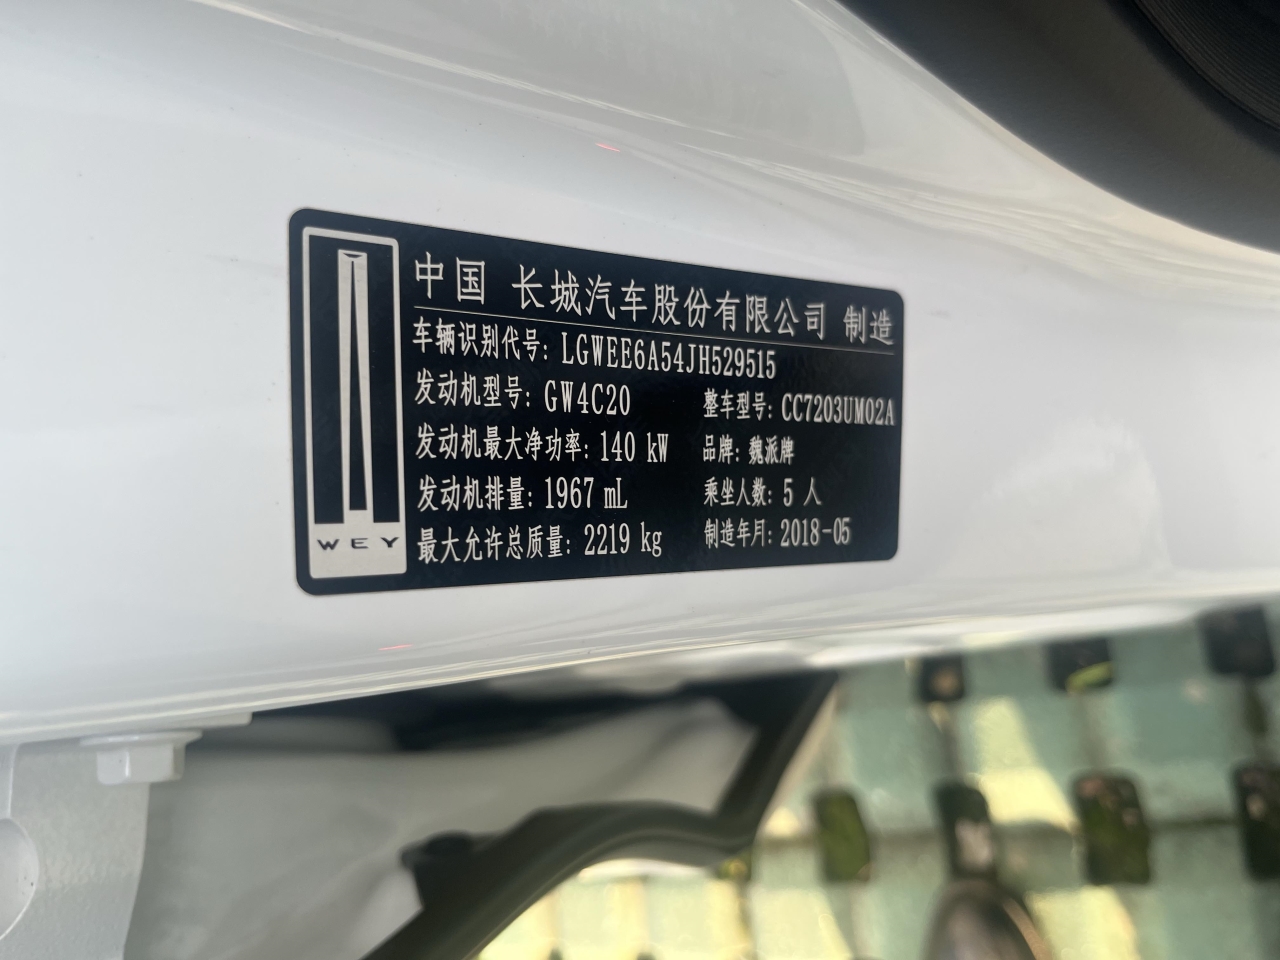 中国 长城汽车股份有限公司 制造
车辆识别代号: LGWEE6A54JH529515
发动机型号: GW4C20 整车型号: CC7203UM02A
发动机最大净功率: 140 kW 品牌: 魏派牌
发动机排量: 1967 mL 乘坐人数: 5 人
最大允许总质量: 2219 kg 制造年月: 2018-05
WEY